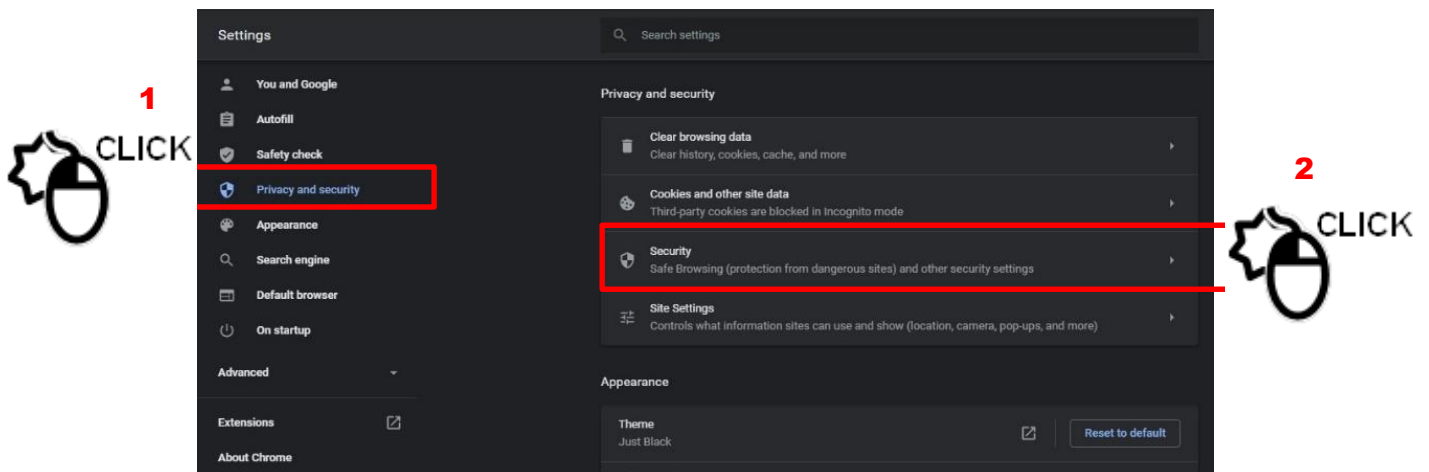 Settings
Search settings
1
CLICK
You and Google
Autofill
Safety check
Privacy and security
Appearance
Search engine
Default browser
On startup
Advanced
Extensions
About Chrome
Privacy and security
Clear browsing data
Clear history, cookies, cache, and more
Cookies and other site data
Third-party cookies are blocked in Incognito mode
Security
Safe Browsing (protection from dangerous sites) and other security settings
Site Settings
Controls what information sites can use and show (location, camera, pop-ups, and more)
Appearance
Theme
Just Black
Reset to default
2
CLICK